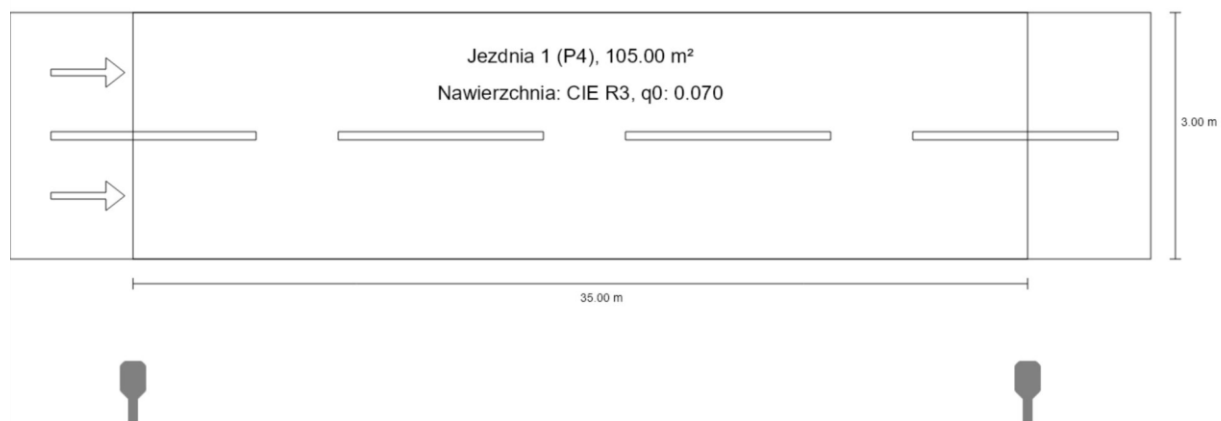 Jezdnia 1 (P4), 105.00 m²
Nawierzchnia: CIE R3, q0: 0.070
3.00 m
35.00 m